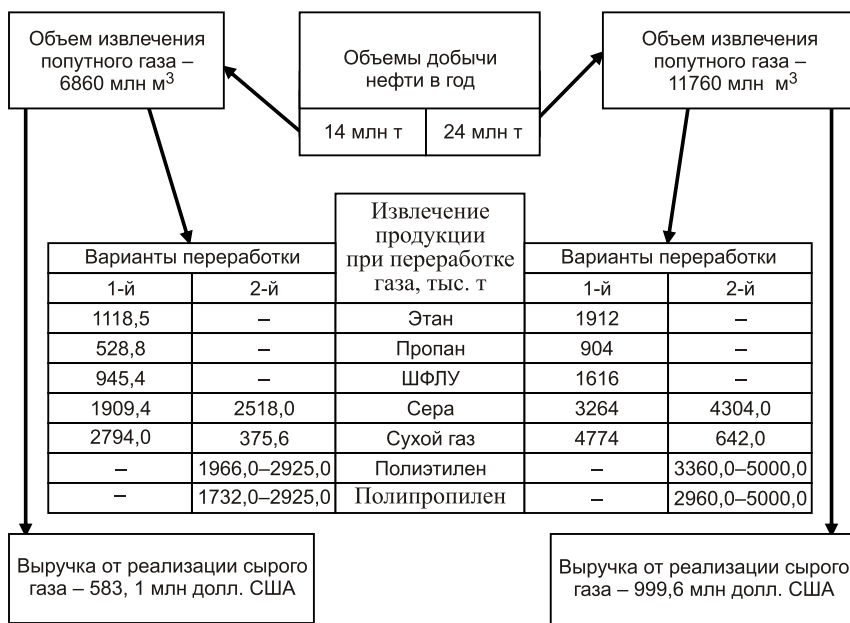 Объем извлечения
попутного газа –
6860 млн м³
Объемы добычи
нефти в год
14 млн т
24 млн т
Объем извлечения
попутного газа –
11760 млн м³
Извлечение
продукции
при переработке
газа, тыс. т
Варианты переработки
Варианты переработки
1-й 2-й 1-й 2-й
1118,5 – Этан 1912 –
528,8 – Пропан 904 –
945,4 – ШФЛУ 1616 –
1909,4 2518,0 Сера 3264 4304,0
2794,0 375,6 Сухой газ 4774 642,0
– 1966,0–2925,0 Полиэтилен – 3360,0–5000,0
– 1732,0–2925,0 Полипропилен – 2960,0–5000,0
Выручка от реализации сырого
газа – 583, 1 млн долл. США
Выручка от реализации сырого
газа – 999,6 млн долл. США